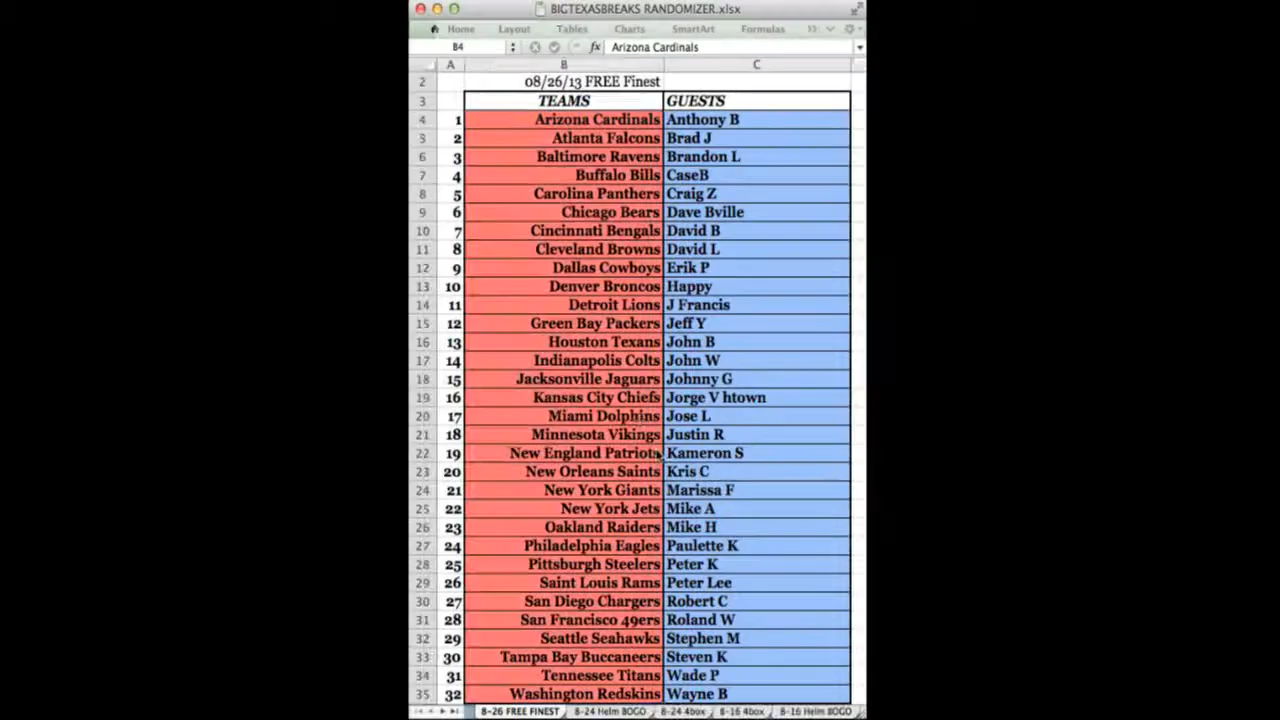 BIGTEXASBREAKS RANDOMIZER.xlsx
Home Layout Tables Charts SmartArt Formulas
B4 fx Arizona Cardinals
A B C
2 08/26/13 FREE Finest
3 TEAMS GUESTS
4 1 Arizona Cardinals Anthony B
5 2 Atlanta Falcons Brad J
6 3 Baltimore Ravens Brandon L
7 4 Buffalo Bills CaseB
8 5 Carolina Panthers Craig Z
9 6 Chicago Bears Dave Bville
10 7 Cincinnati Bengals David B
11 8 Cleveland Browns David L
12 9 Dallas Cowboys Erik P
13 10 Denver Broncos Happy
14 11 Detroit Lions J Francis
15 12 Green Bay Packers Jeff Y
16 13 Houston Texans John B
17 14 Indianapolis Colts John W
18 15 Jacksonville Jaguars Johnny G
19 16 Kansas City Chiefs Jorge V htown
20 17 Miami Dolphins Jose L
21 18 Minnesota Vikings Justin R
22 19 New England Patriots Kameron S
23 20 New Orleans Saints Kris C
24 21 New York Giants Marissa F
25 22 New York Jets Mike A
26 23 Oakland Raiders Mike H
27 24 Philadelphia Eagles Paulette K
28 25 Pittsburgh Steelers Peter K
29 26 Saint Louis Rams Peter Lee
30 27 San Diego Chargers Robert C
31 28 San Francisco 49ers Roland W
32 29 Seattle Seahawks Stephen M
33 30 Tampa Bay Buccaneers Steven K
34 31 Tennessee Titans Wade P
35 32 Washington Redskins Wayne B
8-26 FREE FINEST 8-24 Helm BOGO 8-24 4box 8-16 4box 8-16 Helm BOGO